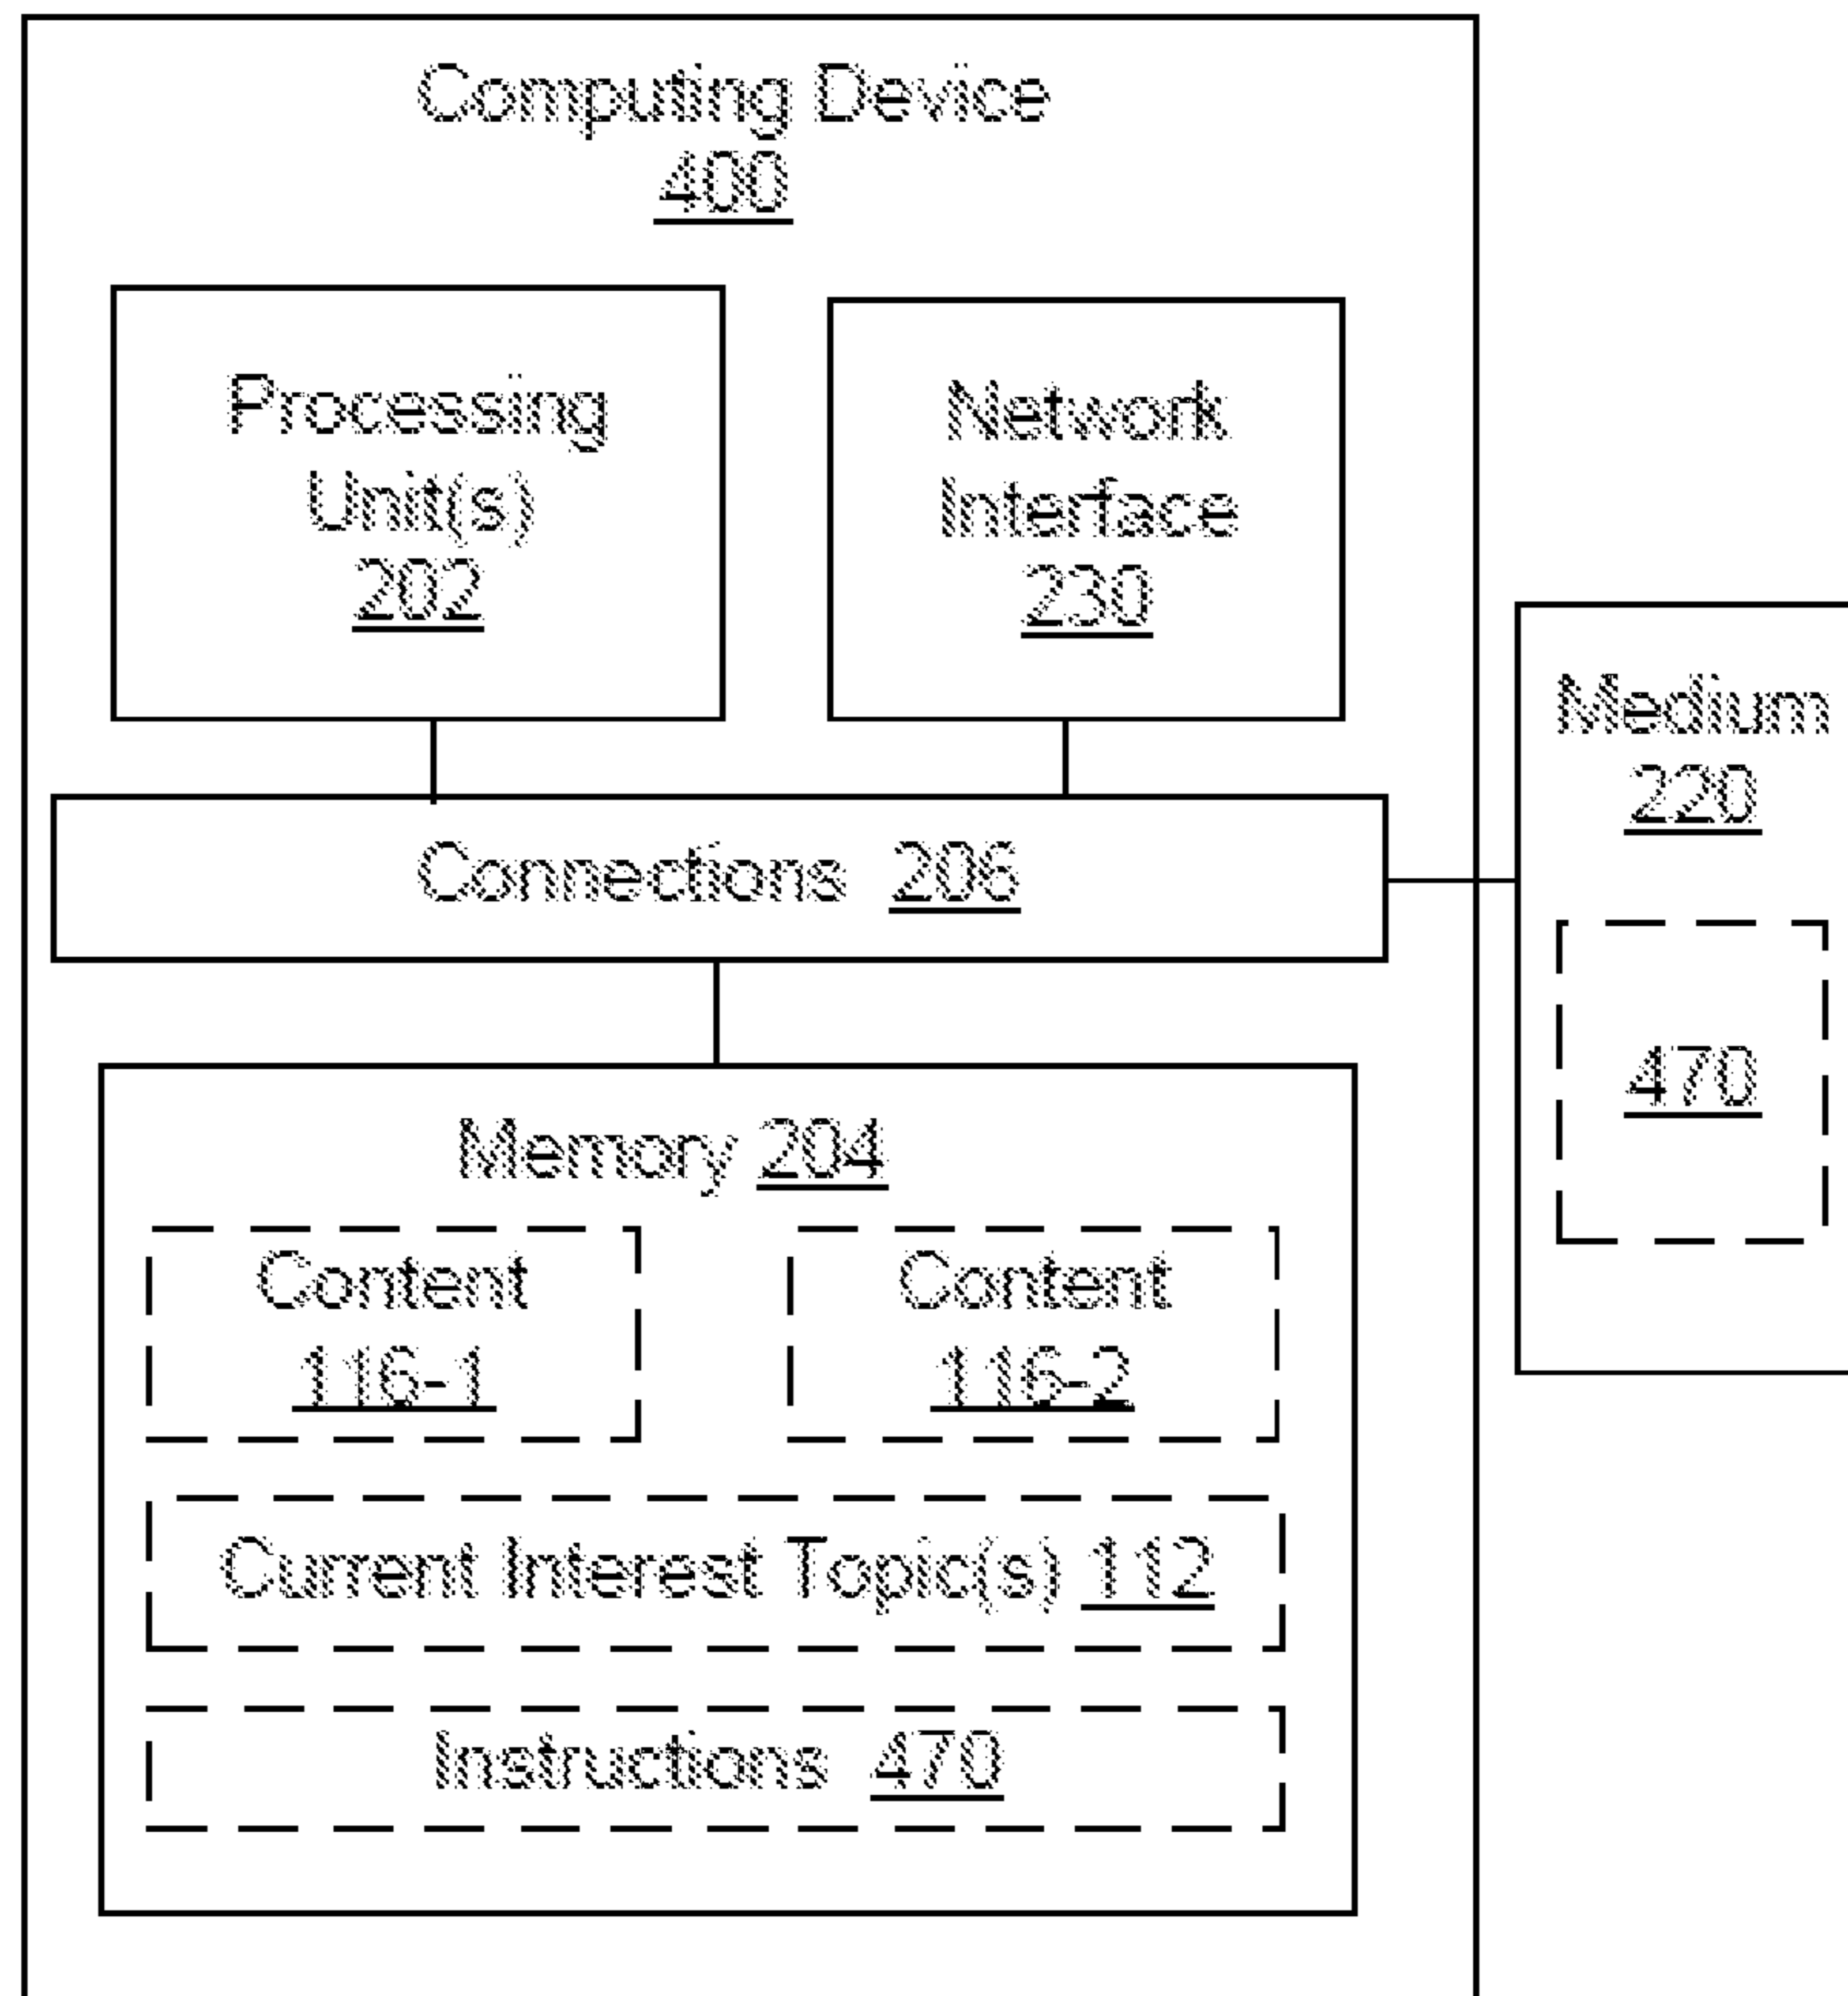 Computing Device
400
Processing
Unit(s)
202
Network
Interface
230
Connections 206
Medium
220
470
Memory 204
Content
116-1
Content
116-2
Current Interest Topic(s) 112
Instructions 470